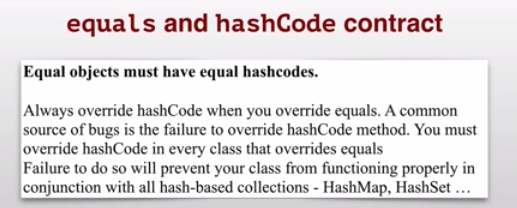 equals and hashCode contract
Equal objects must have equal hashcodes.
Always override hashCode when you override equals. A common
source of bugs is the failure to override hashCode method. You must
override hashCode in every class that overrides equals
Failure to do so will prevent your class from functioning properly in
conjunction with all hash-based collections - HashMap, HashSet …